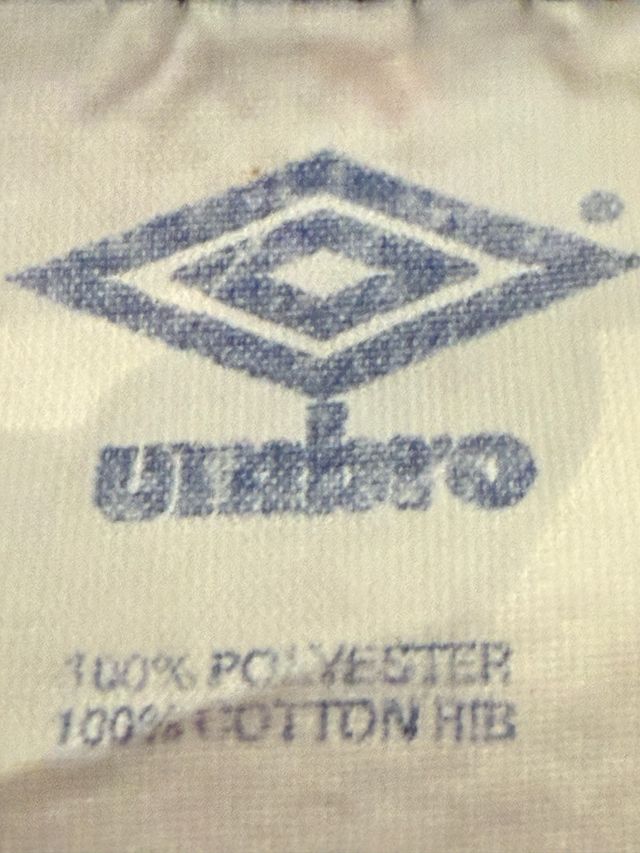 ®
umbro
100% POLYESTER
100% COTTON RIB